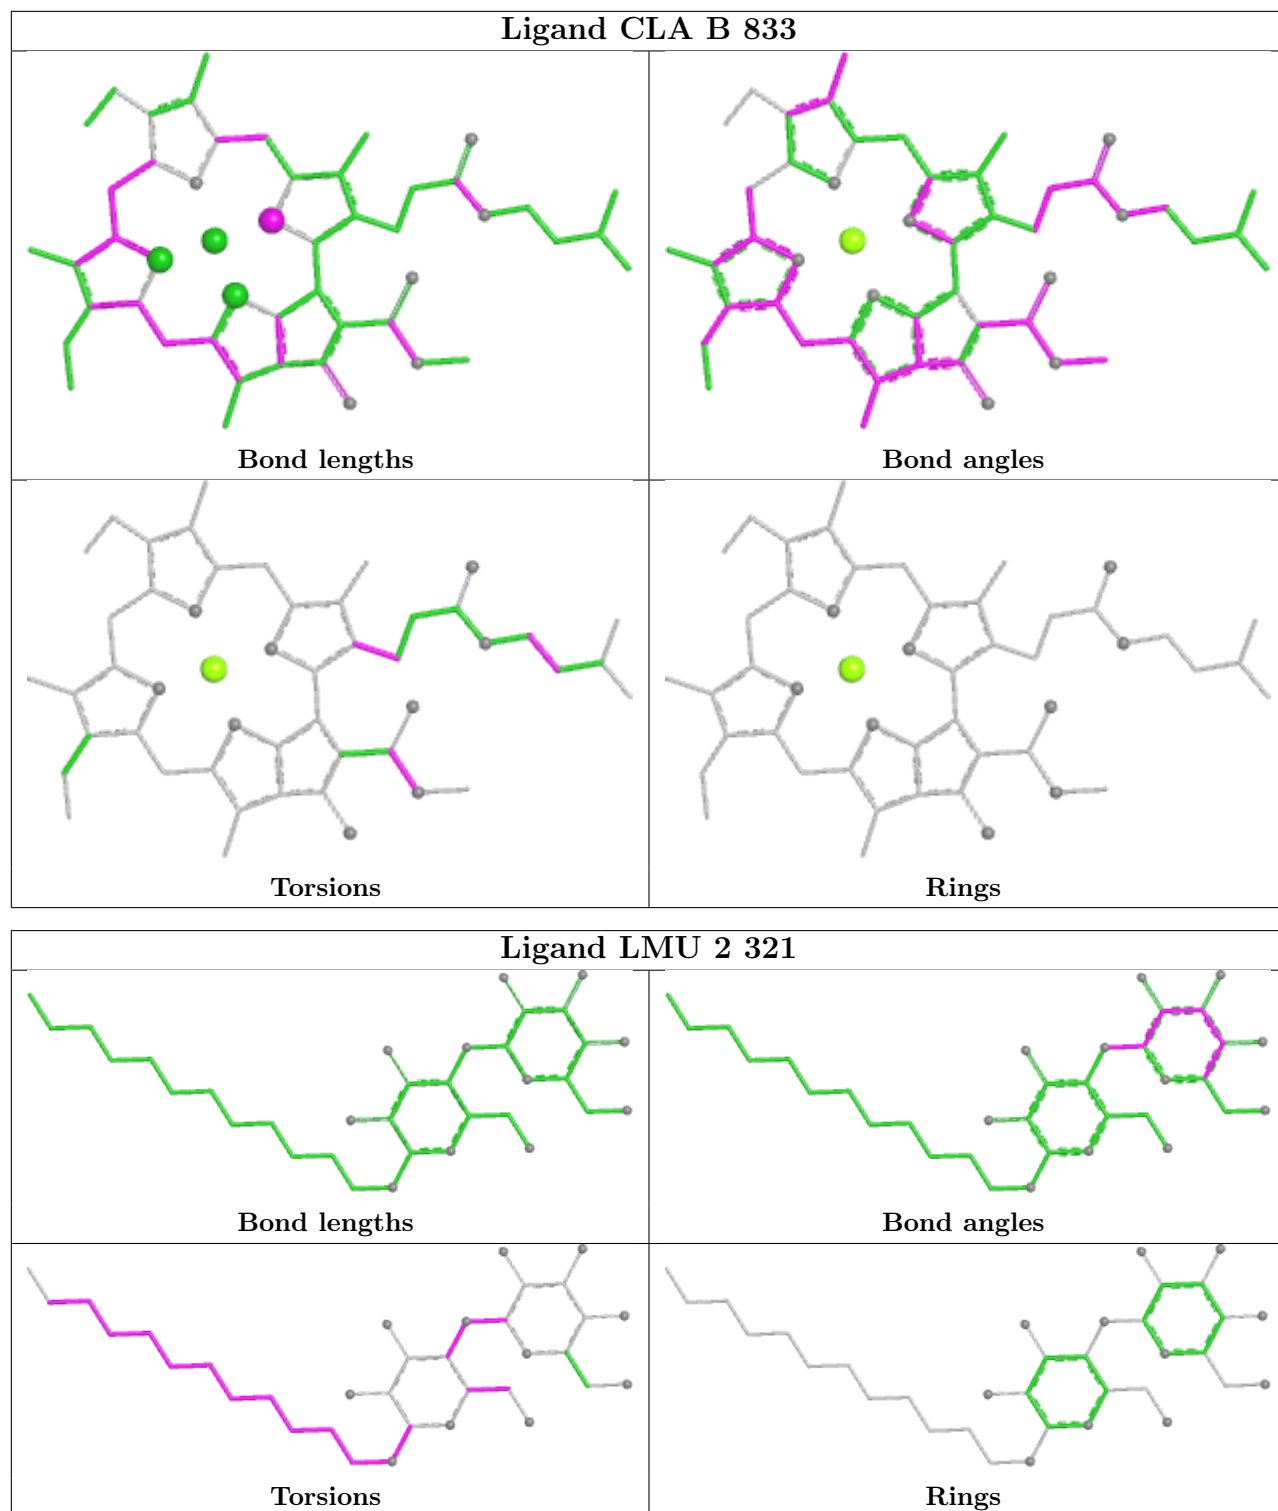 Ligand CLA B 833
Bond lengths
Bond angles
Torsions
Rings
Ligand LMU 2 321
Bond lengths
Bond angles
Torsions
Rings